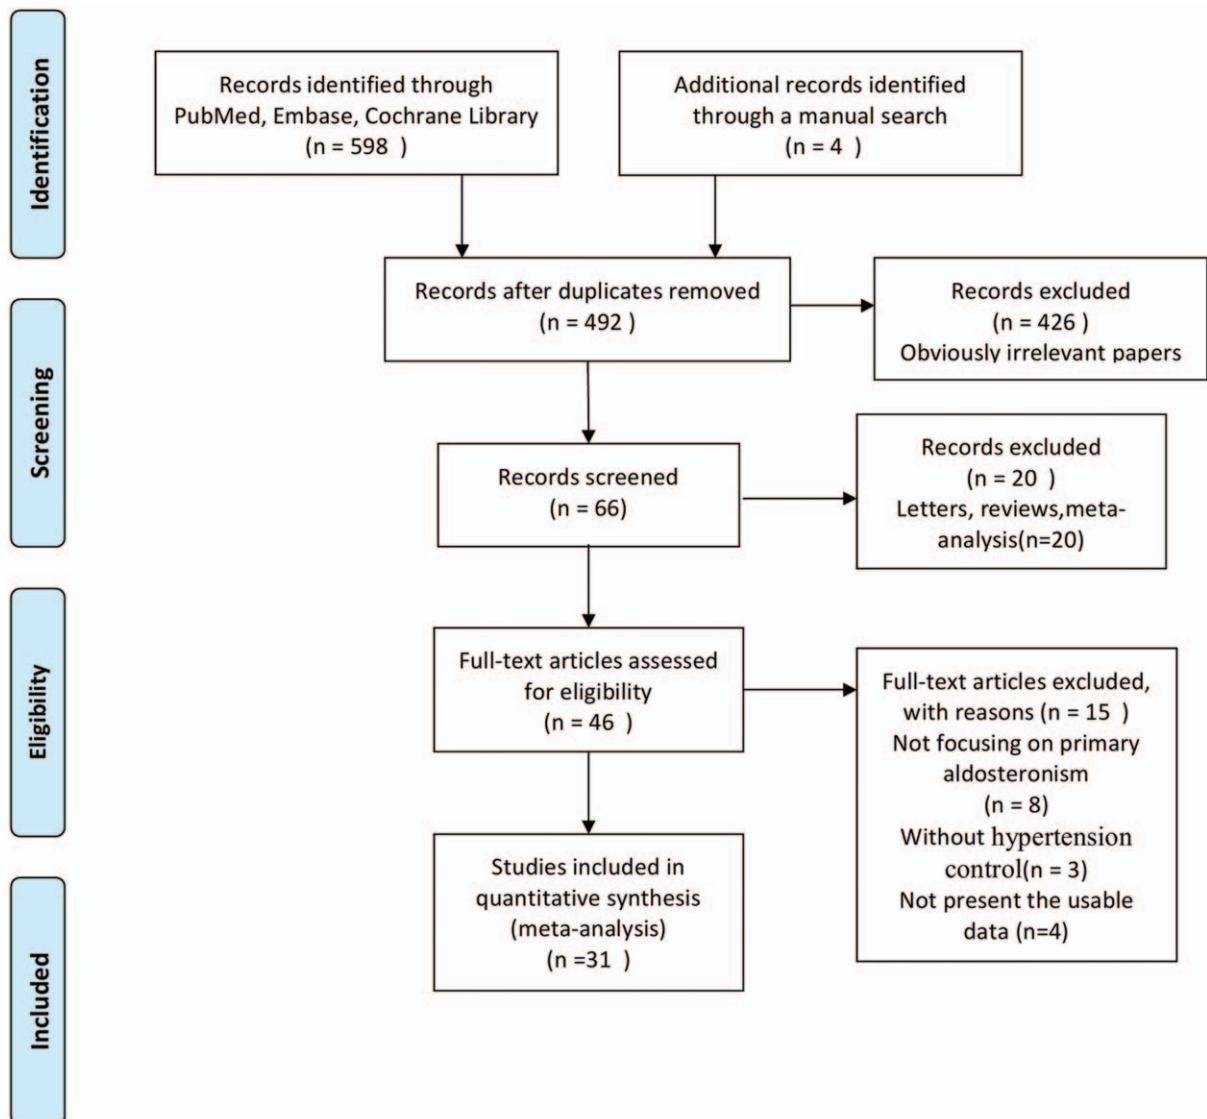 Identification
Records identified through
PubMed, Embase, Cochrane Library
(n = 598 )
Additional records identified
through a manual search
(n = 4 )
Records after duplicates removed
(n = 492 )
Records excluded
(n = 426 )
Obviously irrelevant papers
Screening
Records screened
(n = 66)
Records excluded
(n = 20 )
Letters, reviews,meta-
analysis(n=20)
Eligibility
Full-text articles assessed
for eligibility
(n = 46 )
Full-text articles excluded,
with reasons (n = 15 )
Not focusing on primary
aldosteronism
(n = 8)
Without hypertension
control(n = 3)
Not present the usable
data (n=4)
Included
Studies included in
quantitative synthesis
(meta-analysis)
(n =31 )